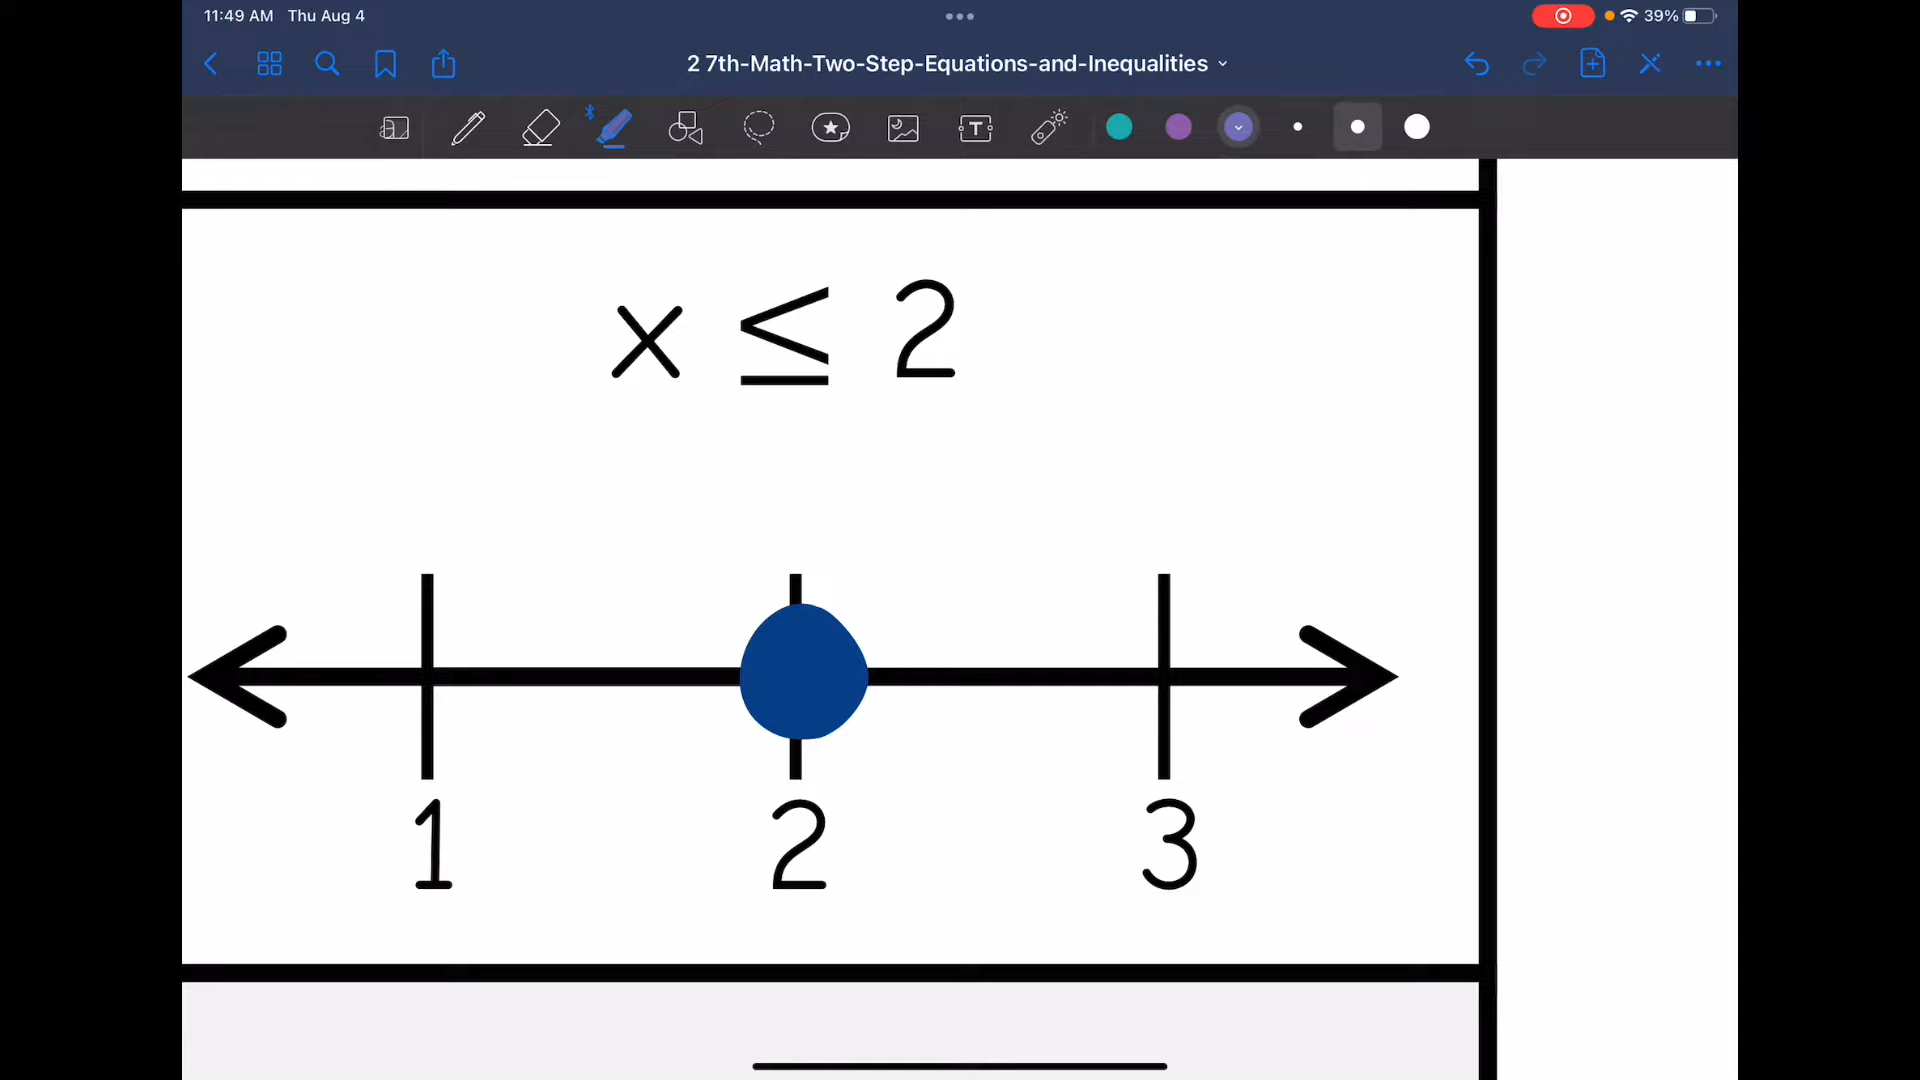 11:49 AM Thu Aug 4
39%
2 7th-Math-Two-Step-Equations-and-Inequalities
x ≤ 2
1 2 3